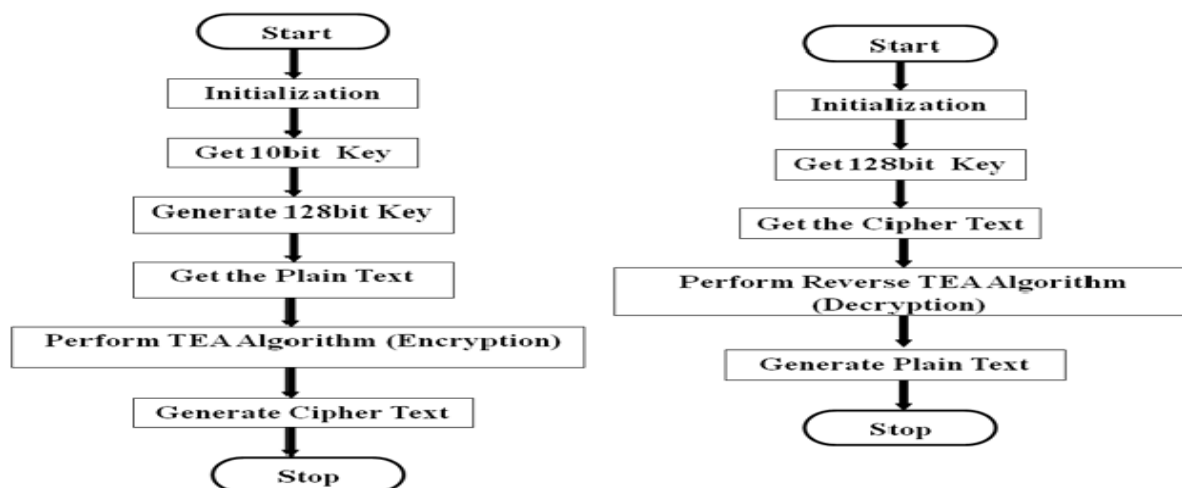 Start
Initialization
Get 10bit Key
Generate 128bit Key
Get the Plain Text
Perform TEA Algorithm (Encryption)
Generate Cipher Text
Stop
Start
Initialization
Get 128bit Key
Get the Cipher Text
Perform Reverse TEA Algorithm
(Decryption)
Generate Plain Text
Stop